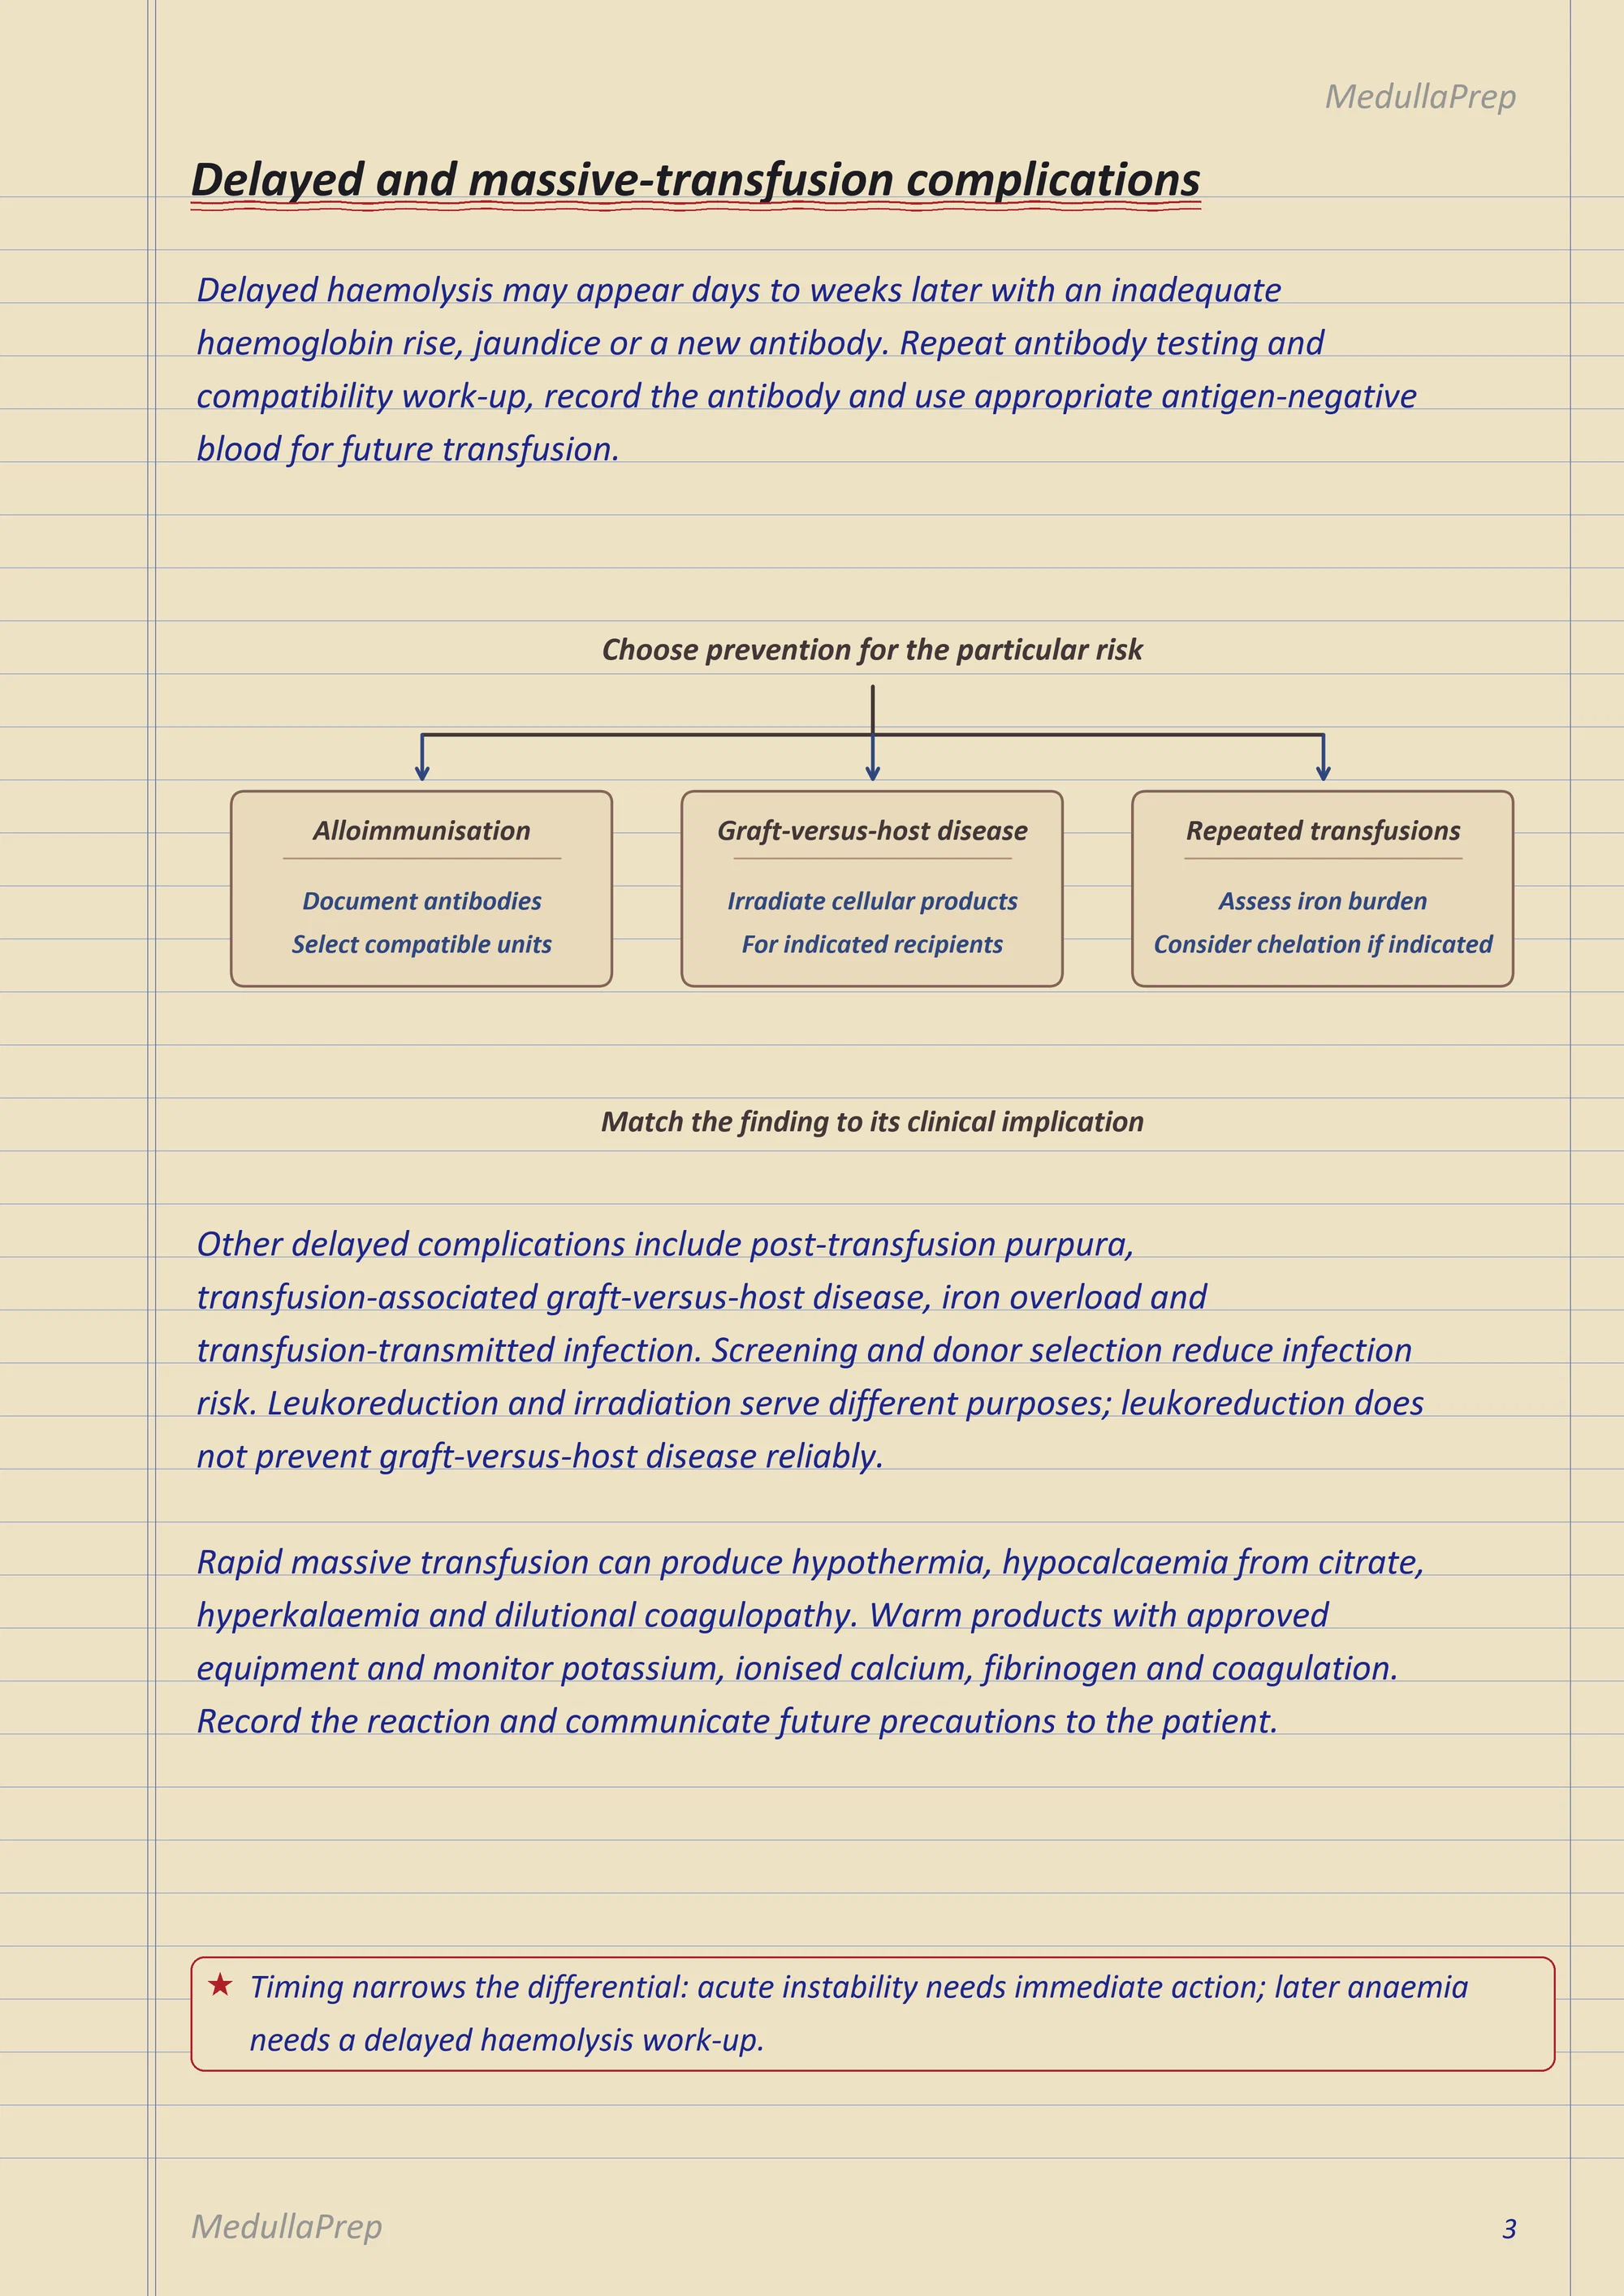 MedullaPrep
Delayed and massive-transfusion complications
Delayed haemolysis may appear days to weeks later with an inadequate
haemoglobin rise, jaundice or a new antibody. Repeat antibody testing and
compatibility work-up, record the antibody and use appropriate antigen-negative
blood for future transfusion.
Choose prevention for the particular risk
Alloimmunisation
Document antibodies
Select compatible units
Graft-versus-host disease
Irradiate cellular products
For indicated recipients
Repeated transfusions
Assess iron burden
Consider chelation if indicated
Match the finding to its clinical implication
Other delayed complications include post-transfusion purpura,
transfusion-associated graft-versus-host disease, iron overload and
transfusion-transmitted infection. Screening and donor selection reduce infection
risk. Leukoreduction and irradiation serve different purposes; leukoreduction does
not prevent graft-versus-host disease reliably.
Rapid massive transfusion can produce hypothermia, hypocalcaemia from citrate,
hyperkalaemia and dilutional coagulopathy. Warm products with approved
equipment and monitor potassium, ionised calcium, fibrinogen and coagulation.
Record the reaction and communicate future precautions to the patient.
★ Timing narrows the differential: acute instability needs immediate action; later anaemia
needs a delayed haemolysis work-up.
MedullaPrep
3